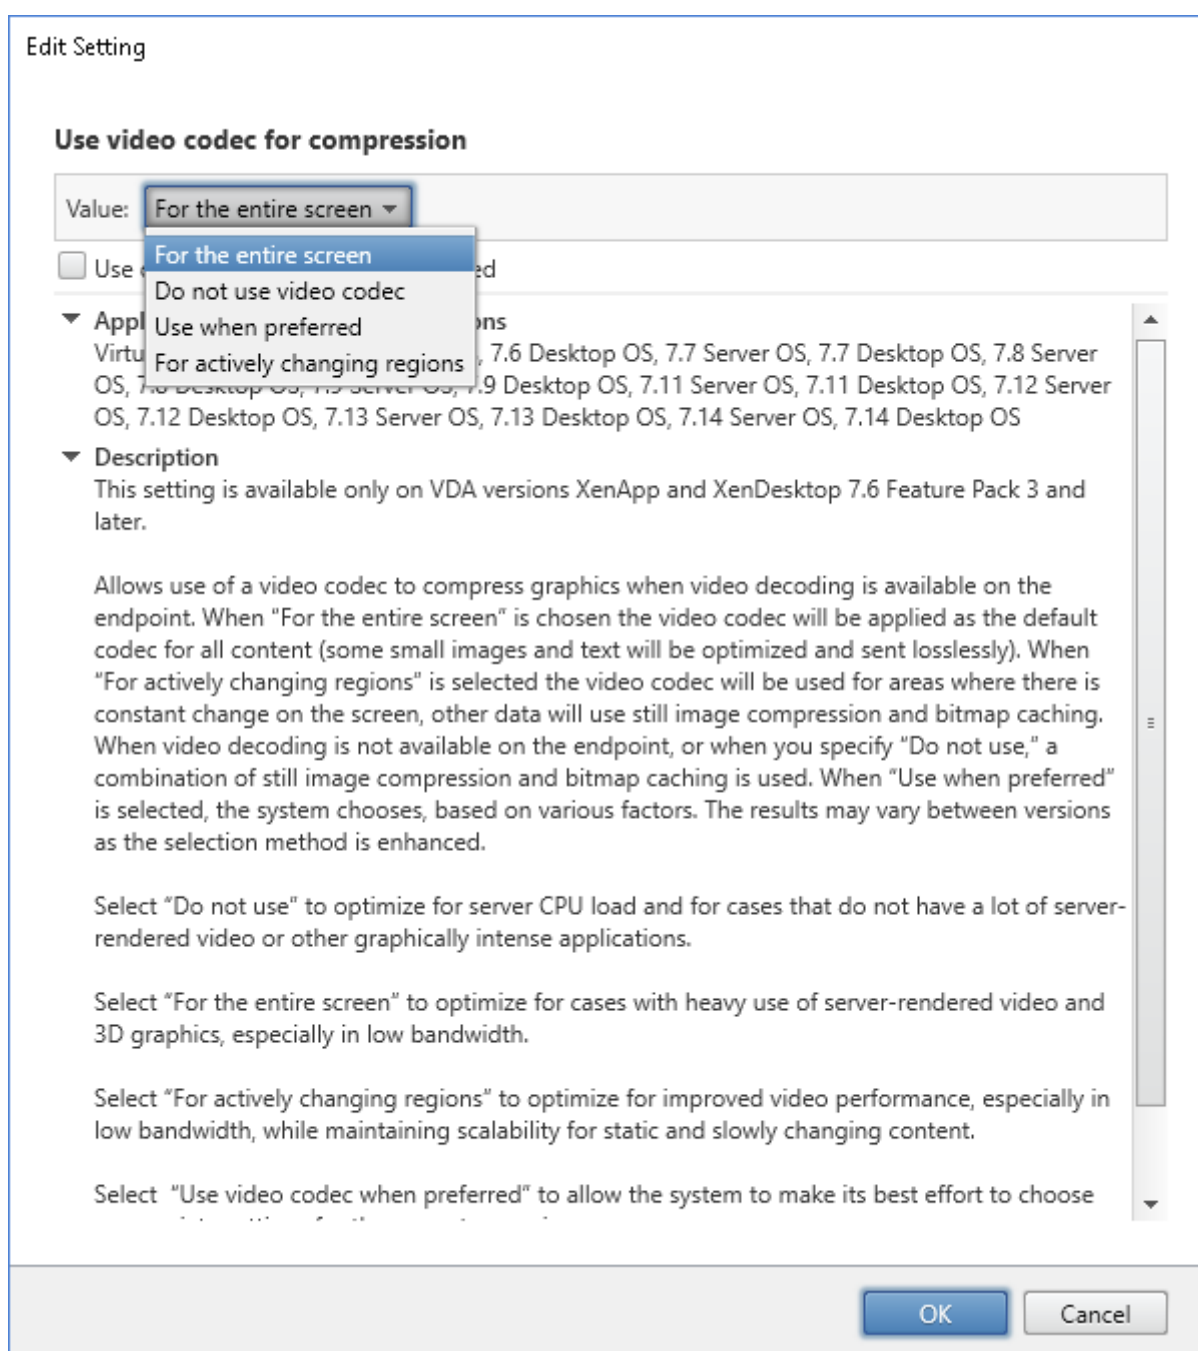 Edit Setting
Use video codec for compression
Value: For the entire screen
For the entire screen
Do not use video codec
Use when preferred
For actively changing regions
Use ed
Appl ons
Virtu , 7.6 Desktop OS, 7.7 Server OS, 7.7 Desktop OS, 7.8 Server
OS, 7.9 Desktop OS, 7.11 Server OS, 7.11 Desktop OS, 7.12 Server
OS, 7.12 Desktop OS, 7.13 Server OS, 7.13 Desktop OS, 7.14 Server OS, 7.14 Desktop OS
Description
This setting is available only on VDA versions XenApp and XenDesktop 7.6 Feature Pack 3 and
later.
Allows use of a video codec to compress graphics when video decoding is available on the
endpoint. When "For the entire screen" is chosen the video codec will be applied as the default
codec for all content (some small images and text will be optimized and sent losslessly). When
"For actively changing regions" is selected the video codec will be used for areas where there is
constant change on the screen, other data will use still image compression and bitmap caching.
When video decoding is not available on the endpoint, or when you specify "Do not use," a
combination of still image compression and bitmap caching is used. When "Use when preferred"
is selected, the system chooses, based on various factors. The results may vary between versions
as the selection method is enhanced.
Select "Do not use" to optimize for server CPU load and for cases that do not have a lot of server-
rendered video or other graphically intense applications.
Select "For the entire screen" to optimize for cases with heavy use of server-rendered video and
3D graphics, especially in low bandwidth.
Select "For actively changing regions" to optimize for improved video performance, especially in
low bandwidth, while maintaining scalability for static and slowly changing content.
Select "Use video codec when preferred" to allow the system to make its best effort to choose
OK Cancel